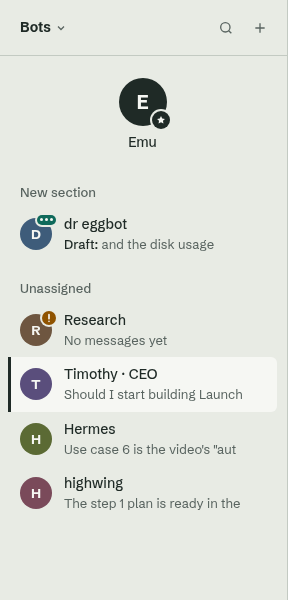 Bots
E
Emu
New section
D
dr eggbot
Draft: and the disk usage
Unassigned
!
R
Research
No messages yet
T
Timothy · CEO
Should I start building Launch
H
Hermes
Use case 6 is the video's "aut
H
highwing
The step 1 plan is ready in the